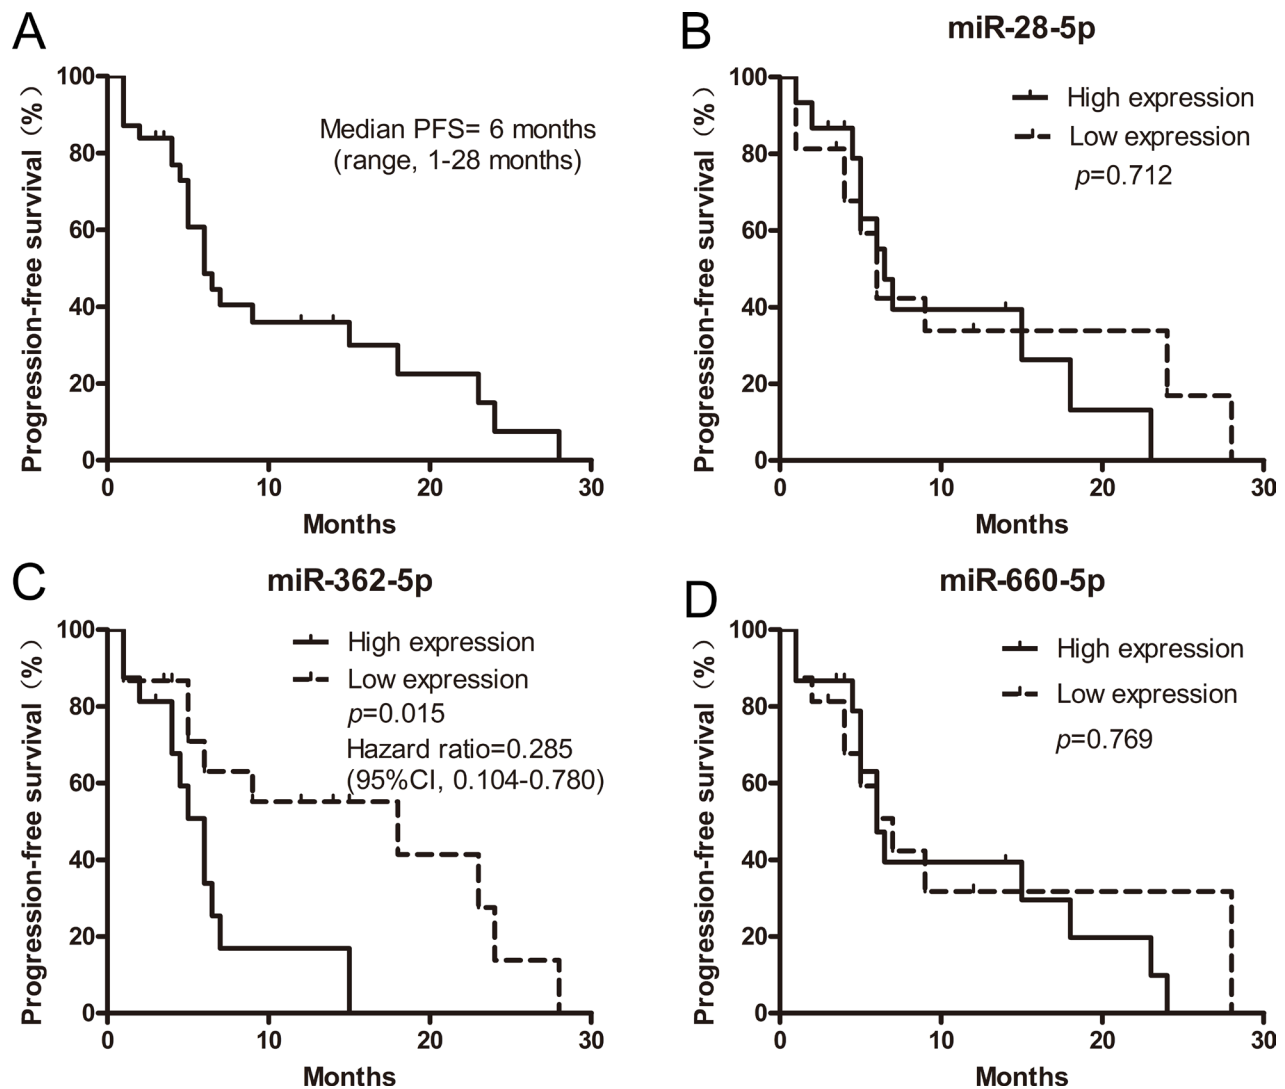 A
Progression-free survival（%）
100
80
60
40
20
0
Median PFS= 6 months
(range, 1-28 months)
0 10 20 30
Months
B
miR-28-5p
Progression-free survival（%）
100
80
60
40
20
0
High expression
Low expression
p=0.712
0 10 20 30
Months
C
miR-362-5p
Progression-free survival（%）
100
80
60
40
20
0
High expression
Low expression
p=0.015
Hazard ratio=0.285
(95%CI, 0.104-0.780)
0 10 20 30
Months
D
miR-660-5p
Progression-free survival（%）
100
80
60
40
20
0
High expression
Low expression
p=0.769
0 10 20 30
Months